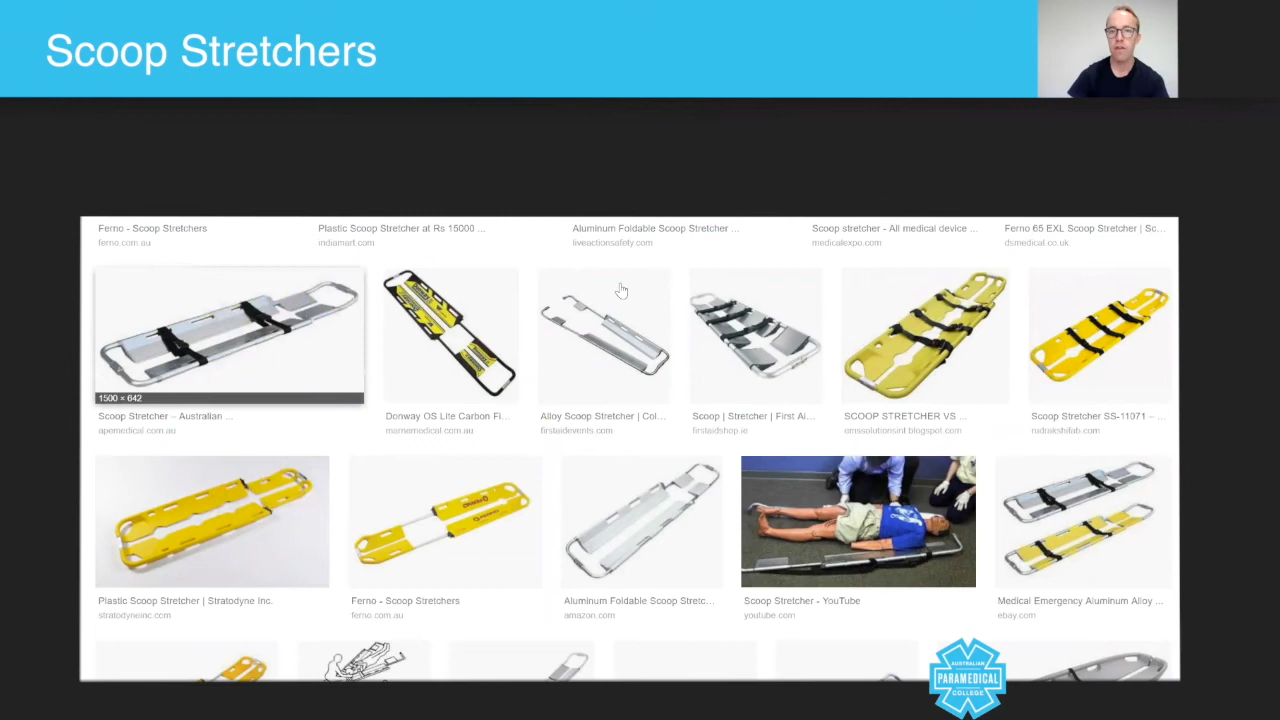 Scoop Stretchers
Ferno - Scoop Stretchers
ferno.com.au
Plastic Scoop Stretcher at Rs 15000 ...
indiamart.com
Aluminum Foldable Scoop Stretcher ...
liveactionsafety.com
Scoop stretcher - All medical device ...
medicalexpo.com
Ferno 65 EXL Scoop Stretcher | Sc...
dsmedical.co.uk
1500 × 642
Scoop Stretcher – Australian ...
apemedical.com.au
Donway OS Lite Carbon Fi...
marnemedical.com.au
Alloy Scoop Stretcher | Col...
firstaidevents.com
Scoop | Stretcher | First Ai...
firstaidshop.ie
SCOOP STRETCHER VS ...
emssolutionsint.blogspot.com
Scoop Stretcher SS-11071 – ...
rudrakshifab.com
Plastic Scoop Stretcher | Stratodyne Inc.
stratodyneinc.com
Ferno - Scoop Stretchers
ferno.com.au
Aluminum Foldable Scoop Stretc...
amazon.com
Scoop Stretcher - YouTube
youtube.com
Medical Emergency Aluminum Alloy ...
ebay.com
AUSTRALIAN
PARAMEDICAL
COLLEGE